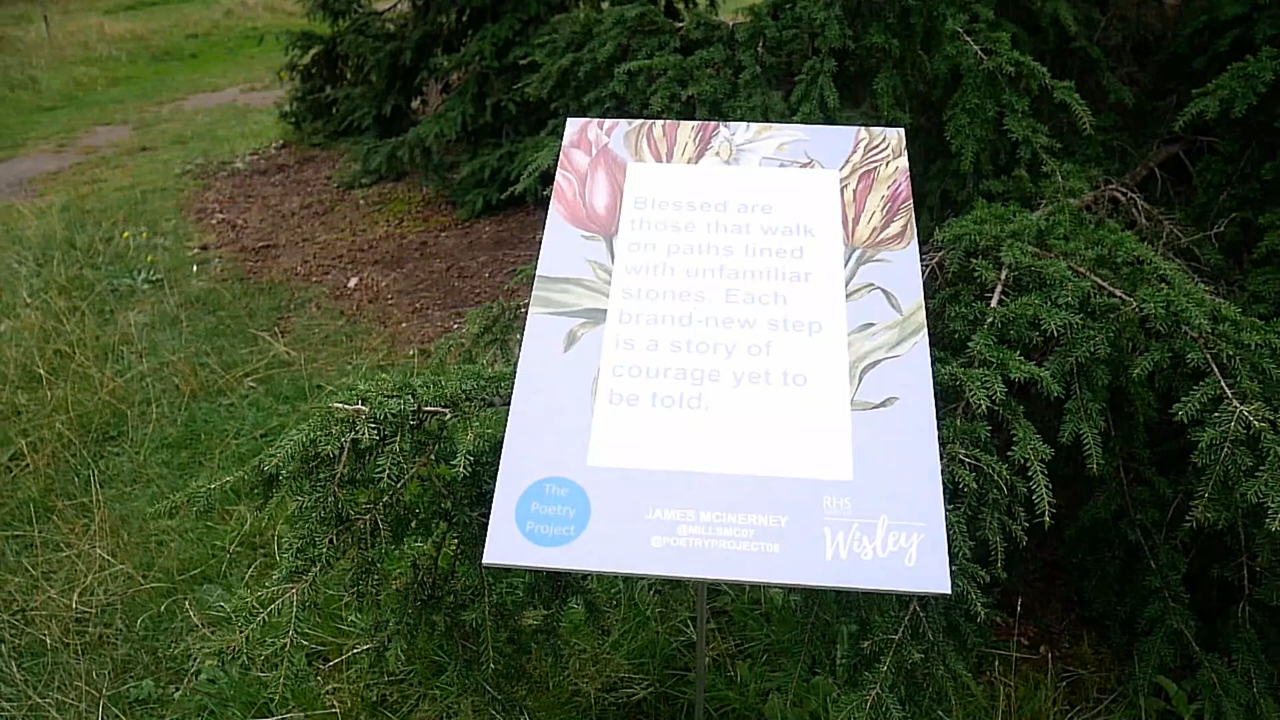 Blessed are
those that walk
on paths lined
with unfamiliar
stones. Each
brand-new step
is a story of
courage yet to
be told.
The
Poetry
Project
JAMES MCINERNEY
@MILLSMC07
@POETRYPROJECT08
RHS
Wisley